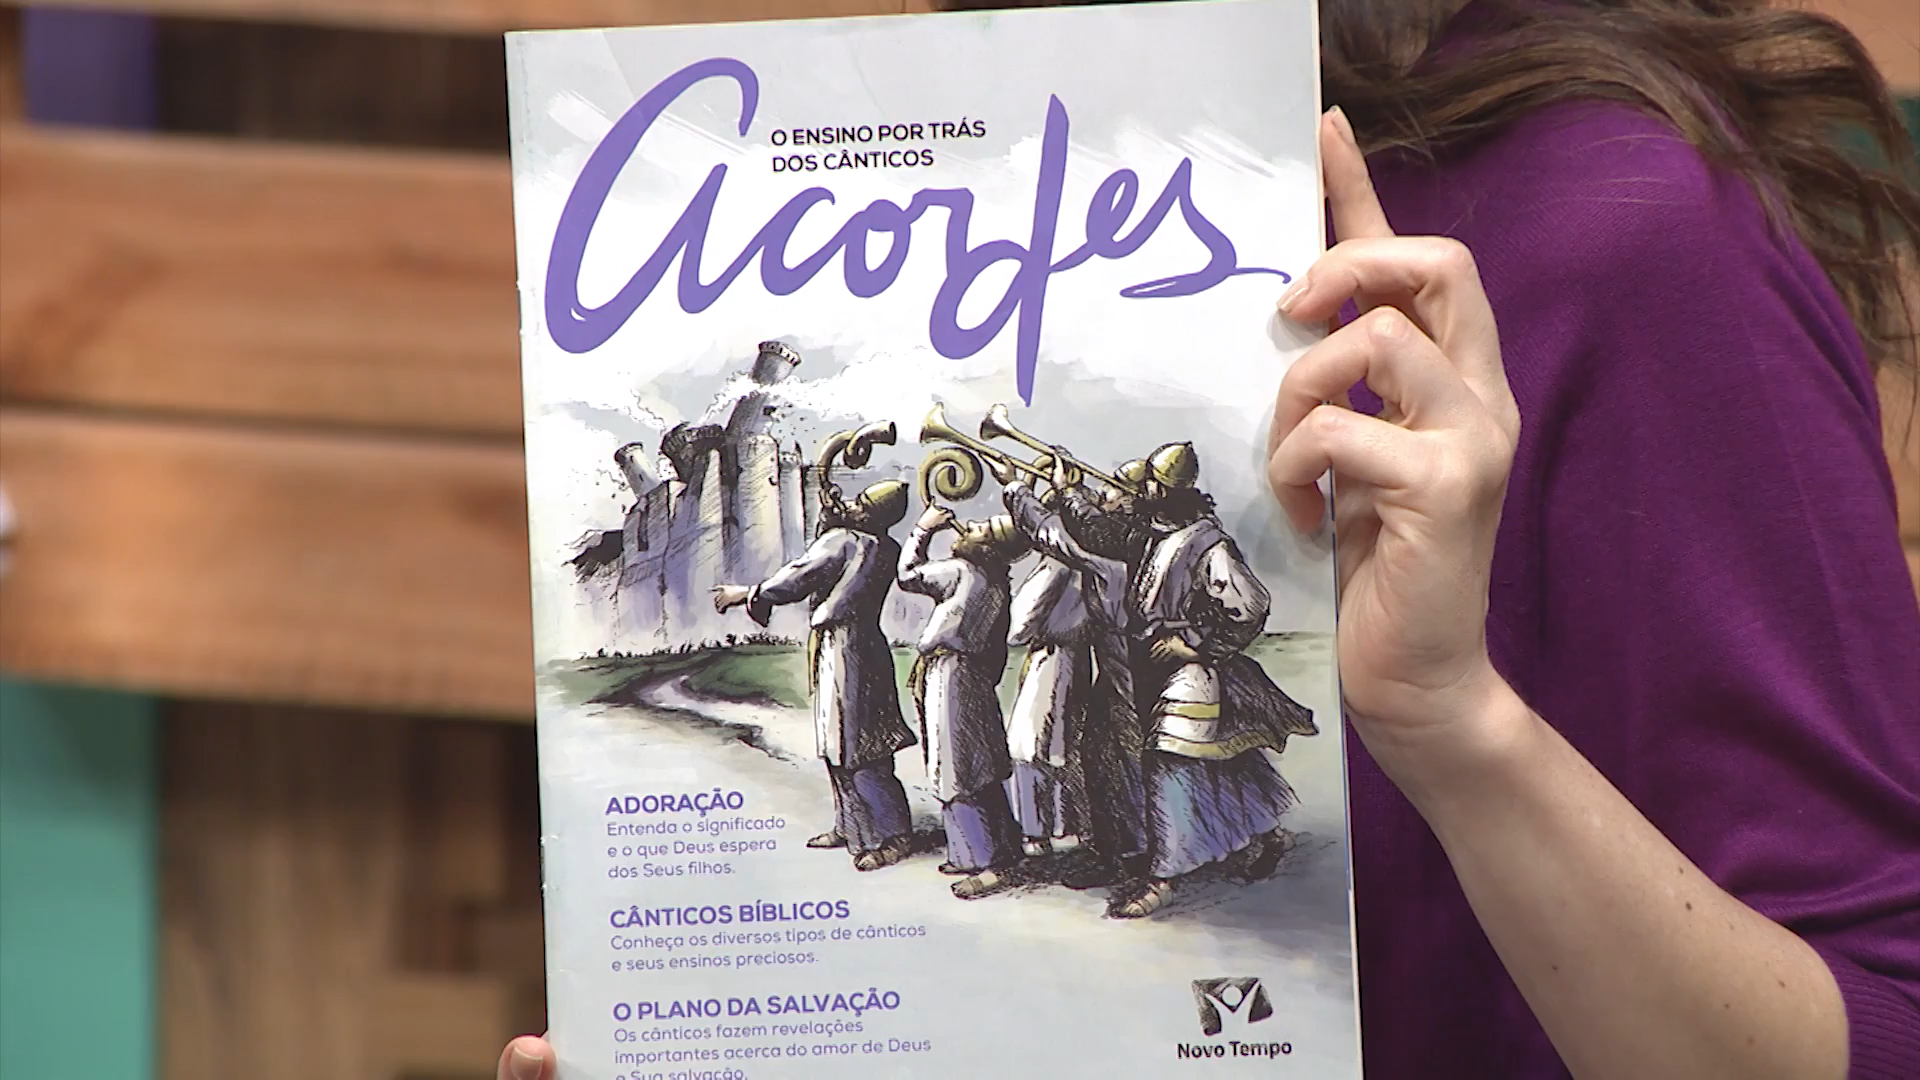 O ENSINO POR TRÁS
DOS CÂNTICOS
acordes
ADORAÇÃO
Entenda o significado
e o que Deus espera
dos Seus filhos.
CÂNTICOS BÍBLICOS
Conheça os diversos tipos de cânticos
e seus ensinos preciosos.
O PLANO DA SALVAÇÃO
Os cânticos fazem revelações
importantes acerca do amor de Deus
e Sua salvação.
Novo Tempo